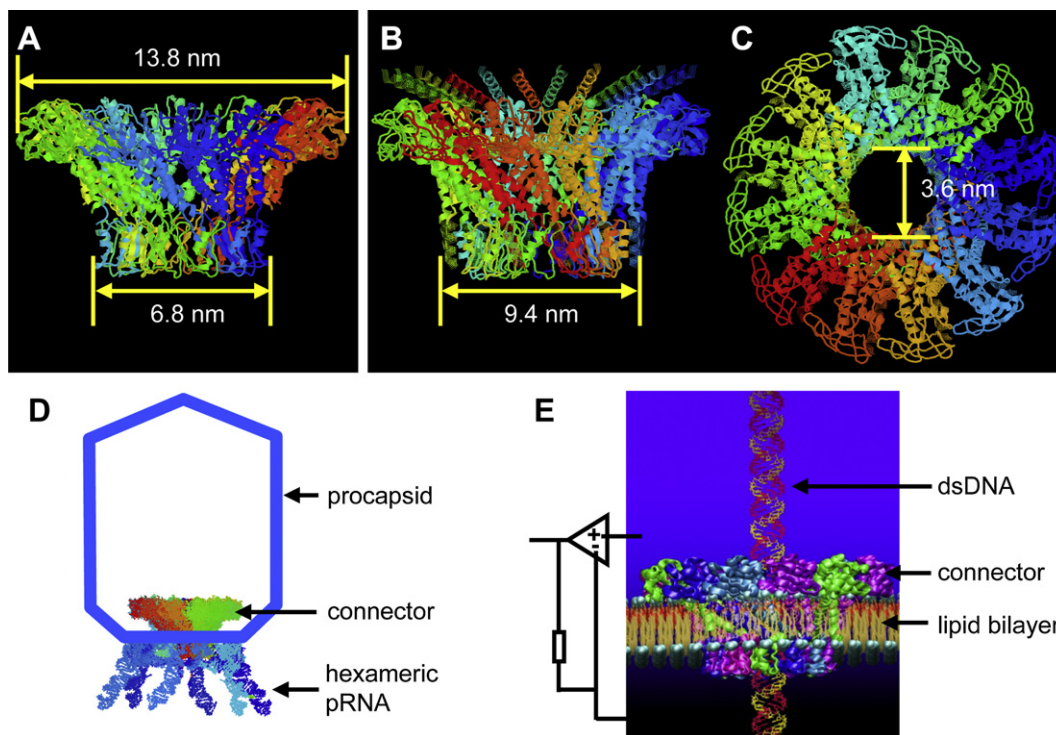 A
13.8 nm
6.8 nm
B
9.4 nm
C
3.6 nm
D
procapsid
connector
hexameric
pRNA
E
+
-
dsDNA
connector
lipid bilayer